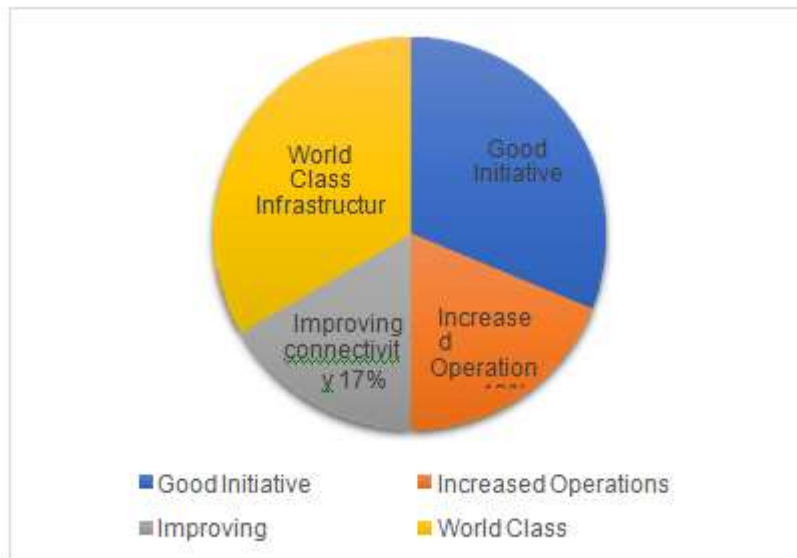 Good
Initiative
World
Class
Infrastructur
Increase
d
Operation
Improving
connectivit
y 17%
Good Initiative
Increased Operations
Improving
World Class